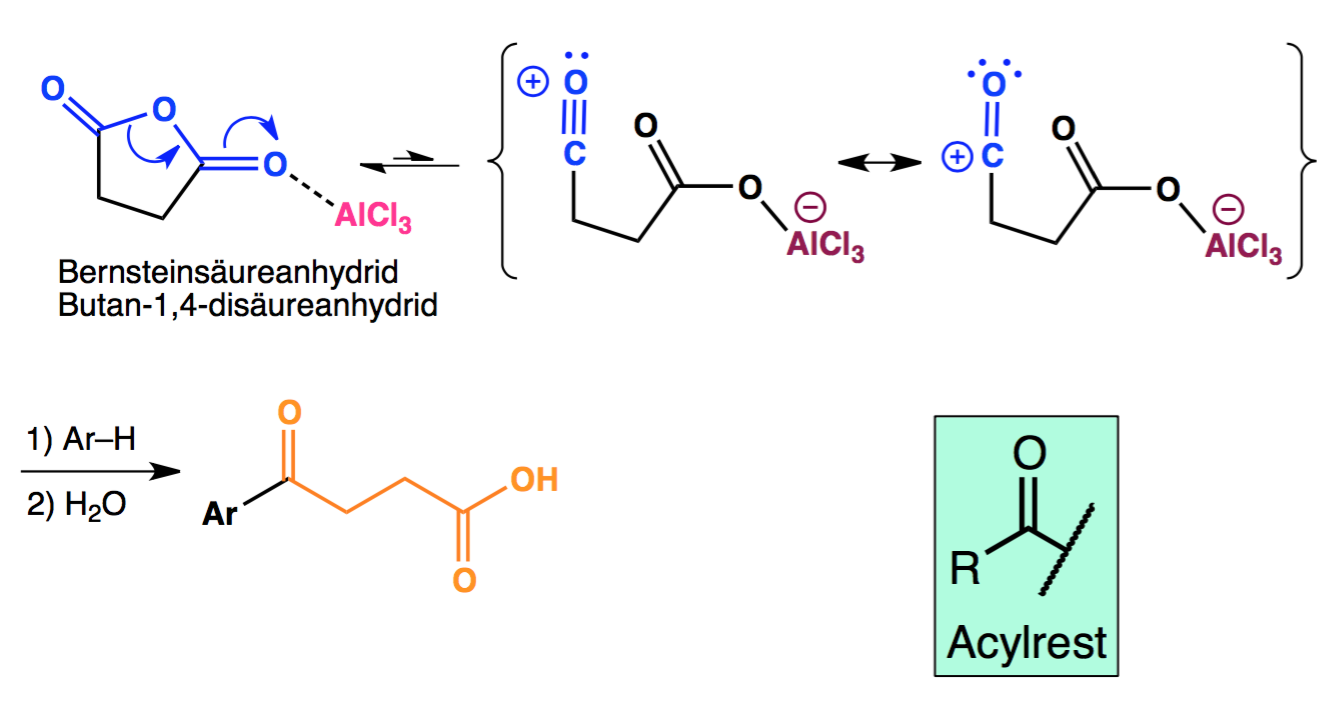 O O O AlCl₃
Bernsteinsäureanhydrid
Butan-1,4-disäureanhydrid
⊕ O C O O ⊖ AlCl₃
O ⊕ C O O ⊖ AlCl₃
1) Ar–H
2) H₂O
Ar O OH O
O
R
Acylrest